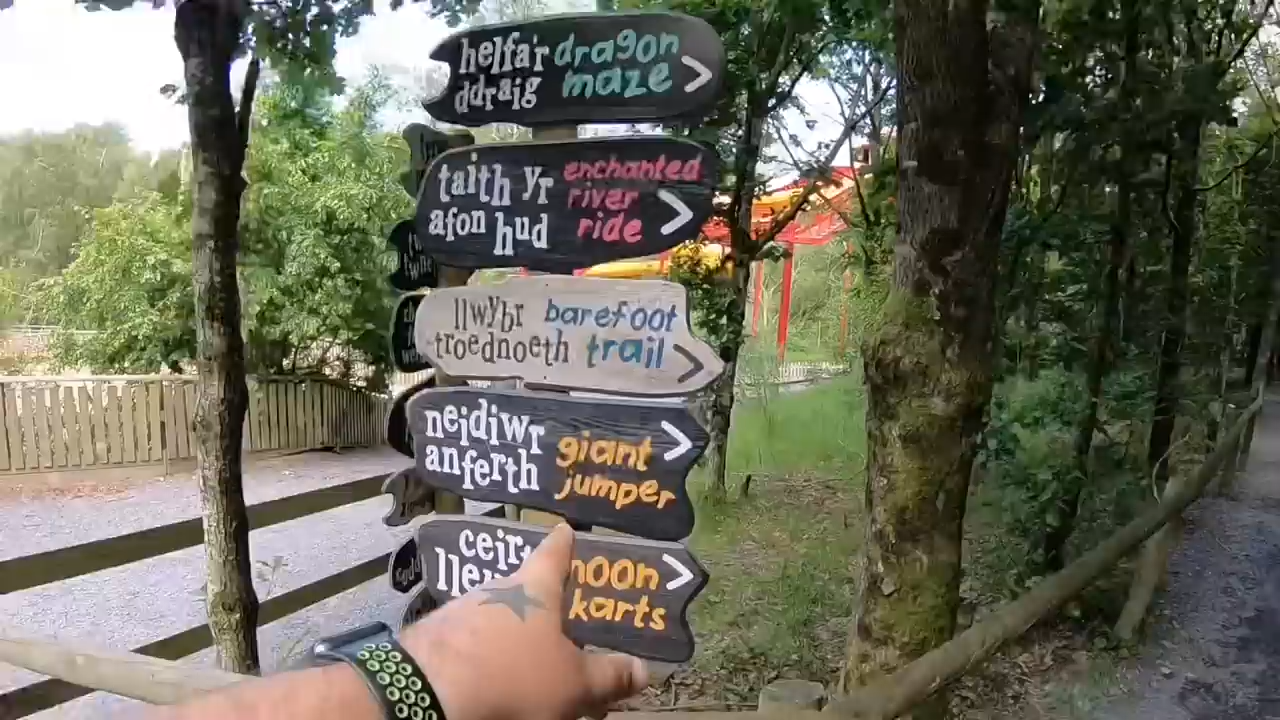 helfa'r dragon
ddraig maze >
taith yr enchanted
afon hud river
ride >
llwybr barefoot
troednoeth trail >
neidiwr giant >
anferth jumper
noon >
karts